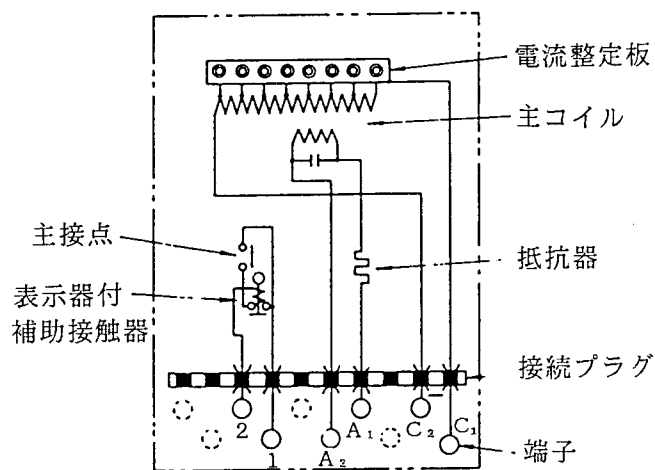 電流整定板
主コイル
主接点
抵抗器
表示器付
補助接触器
接続プラグ
2
1
A₂
A₁
C₂
C₁
端子